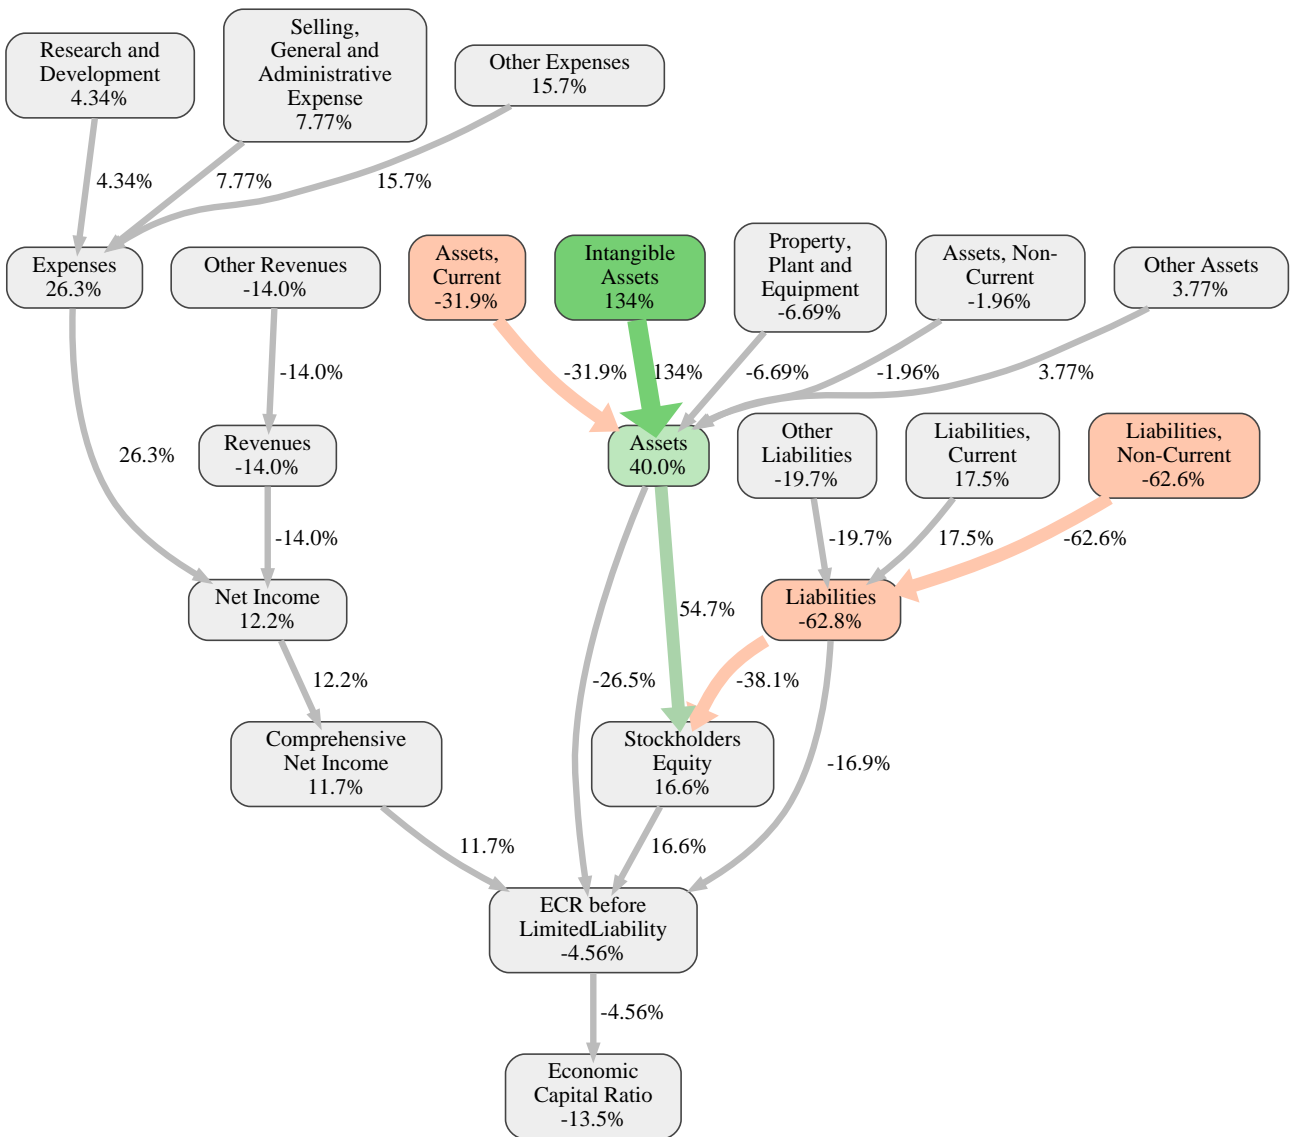 Research and
Development
4.34%
Selling,
General and
Administrative
Expense
7.77%
Other Expenses
15.7%
4.34%
7.77%
15.7%
Expenses
26.3%
Other Revenues
-14.0%
Assets,
Current
-31.9%
Intangible
Assets
134%
Property,
Plant and
Equipment
-6.69%
Assets, Non-
Current
-1.96%
Other Assets
3.77%
-14.0%
-31.9%
134%
-6.69%
-1.96%
3.77%
26.3%
Revenues
-14.0%
Assets
40.0%
Other
Liabilities
-19.7%
Liabilities,
Current
17.5%
Liabilities,
Non-Current
-62.6%
-14.0%
-19.7%
17.5%
-62.6%
Net Income
12.2%
54.7%
Liabilities
-62.8%
12.2%
-26.5%
-38.1%
Comprehensive
Net Income
11.7%
Stockholders
Equity
16.6%
-16.9%
11.7%
16.6%
ECR before
LimitedLiability
-4.56%
-4.56%
Economic
Capital Ratio
-13.5%